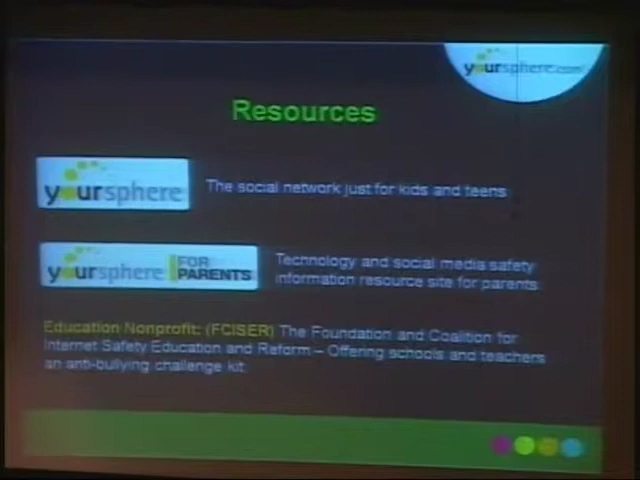 yoursphere.com
Resources
yoursphere
The social network just for kids and teens
yoursphere FOR PARENTS
Technology and social media safety
information resource site for parents
Education Nonprofit: (FCISER) The Foundation and Coalition for
Internet Safety Education and Reform – Offering schools and teachers
an anti-bullying challenge kit